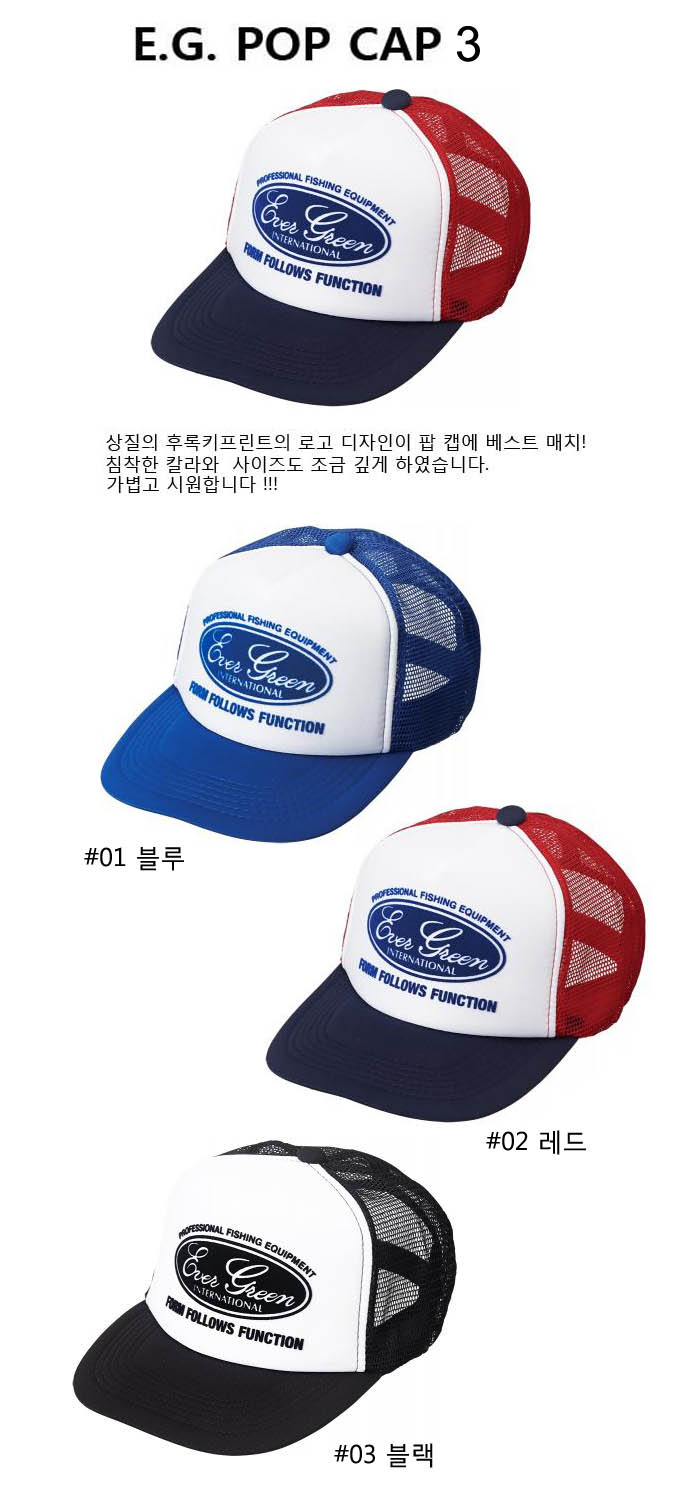 E.G. POP CAP 3
PROFESSIONAL FISHING EQUIPMENT
Ever Green
INTERNATIONAL
FORM FOLLOWS FUNCTION
상질의 후록키프린트의 로고 디자인이 팝 캡에 베스트 매치!
침착한 칼라와 사이즈도 조금 깊게 하였습니다.
가볍고 시원합니다 !!!
PROFESSIONAL FISHING EQUIPMENT
Ever Green
INTERNATIONAL
FORM FOLLOWS FUNCTION
#01 블루
PROFESSIONAL FISHING EQUIPMENT
Ever Green
INTERNATIONAL
FORM FOLLOWS FUNCTION
#02 레드
PROFESSIONAL FISHING EQUIPMENT
Ever Green
INTERNATIONAL
FORM FOLLOWS FUNCTION
#03 블랙